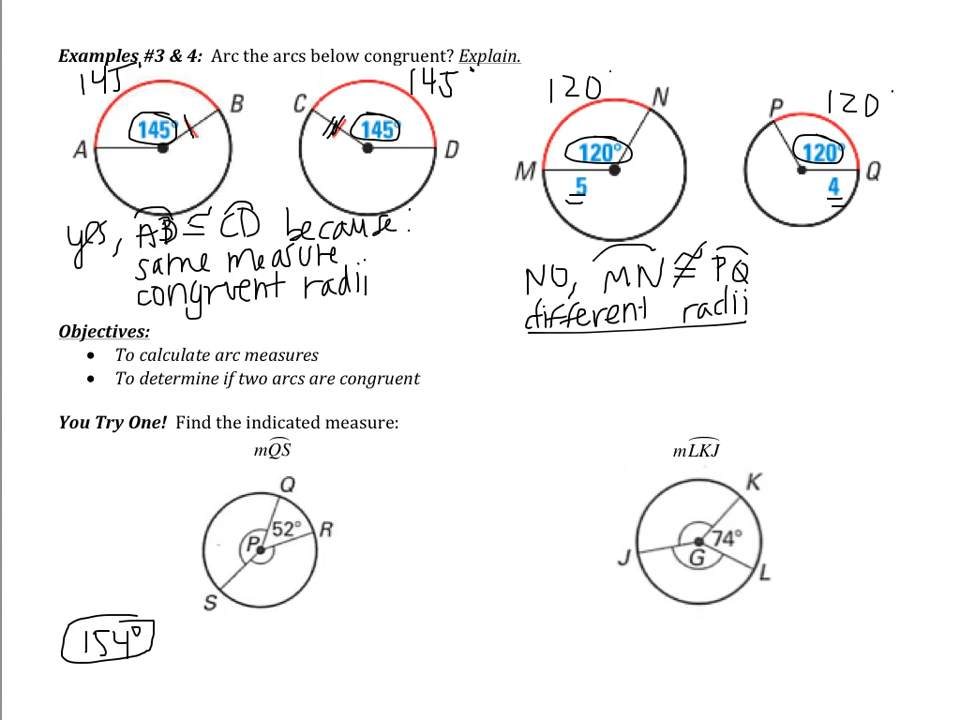 Examples #3 & 4: Arc the arcs below congruent? Explain.
145° 145° 120° 120°
A 145° B C 145° D M 120° N P 120° Q
5 4
yes, AB ≅ CD because:
same measure
congruent radii
NO, MN ≇ PQ
different radii
Objectives:
• To calculate arc measures
• To determine if two arcs are congruent
You Try One! Find the indicated measure:
mQS mLKJ
Q 52° R P S
K 74° J G L
154°